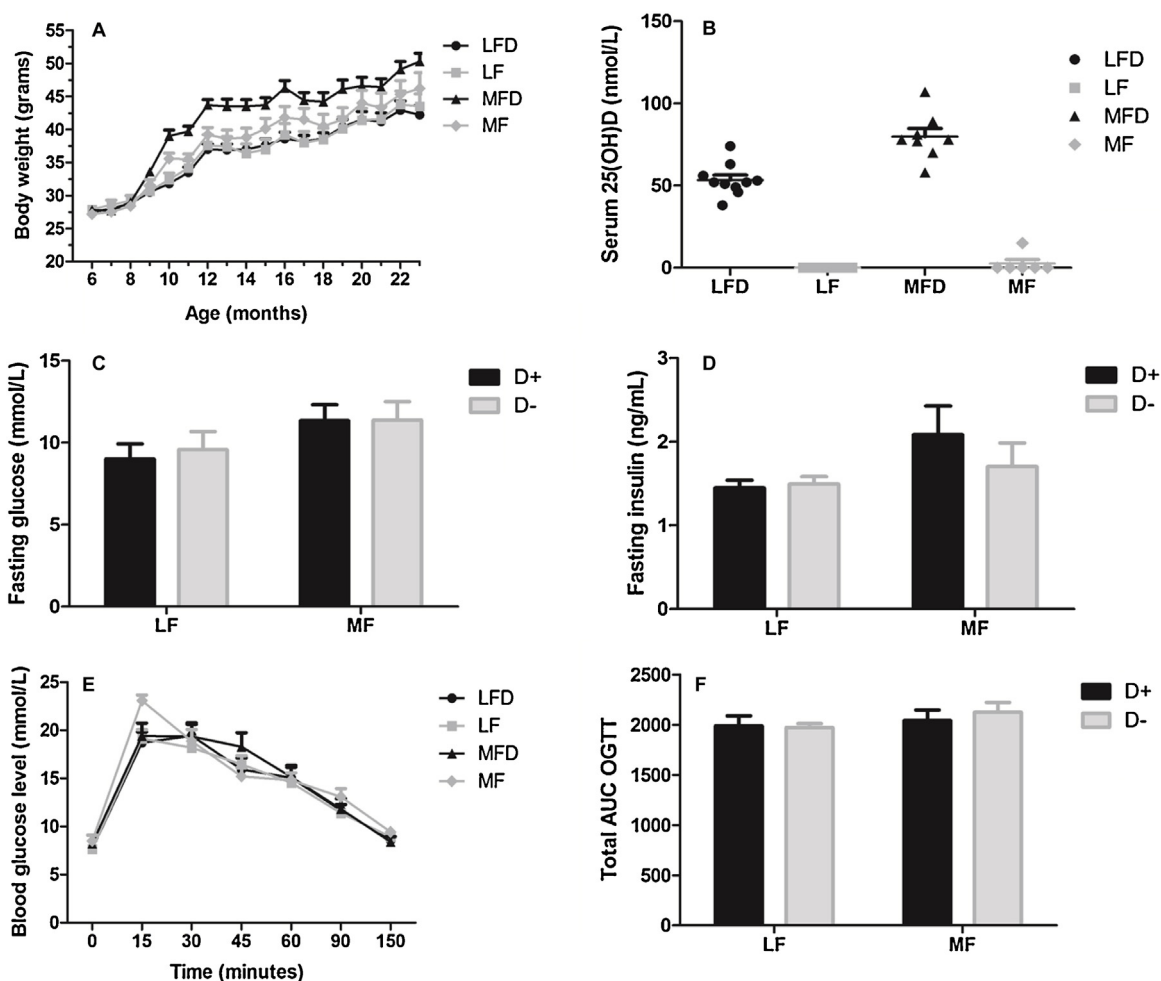 A
Body weight (grams)
55
50
45
40
35
30
25
20
6 8 10 12 14 16 18 20 22
Age (months)
LFD
LF
MFD
MF
B
Serum 25(OH)D (nmol/L)
150
100
50
0
LFD LF MFD MF
LFD
LF
MFD
MF
C
Fasting glucose (mmol/L)
15
10
5
0
LF MF
D+
D-
D
Fasting insulin (ng/mL)
3
2
1
0
LF MF
D+
D-
E
Blood glucose level (mmol/L)
25
20
15
10
5
0
0 15 30 45 60 90 150
Time (minutes)
LFD
LF
MFD
MF
F
Total AUC OGTT
2500
2000
1500
1000
500
0
LF MF
D+
D-